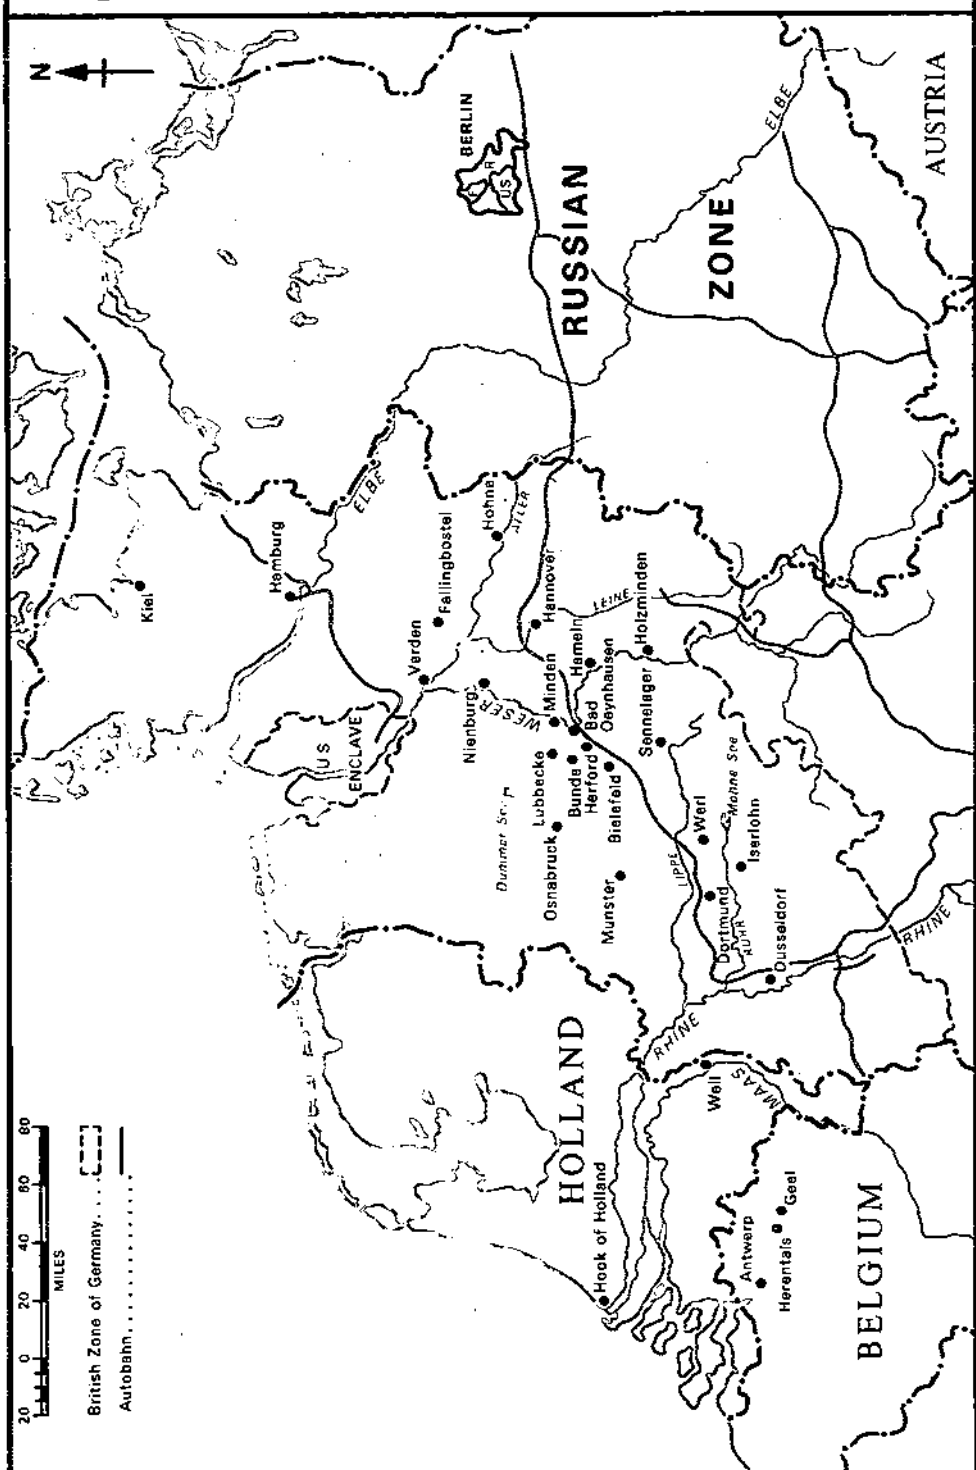 N
20 0 20 40 60 80
MILES
British Zone of Germany....
Autobahn............
Kiel
Hamburg
ELBE
US
ENCLAVE
Verden
Fallingbostel
Hohne
Nienburg
WESER
Minden
Hannover
LEINE
Hameln
Bad
Oeynhausen
Holzminden
Lubbecke
Bunde
Herford
Bielefeld
Sennelager
Osnabruck
Munster
LIPPE
Werl
Mohne See
Iserlohn
Dortmund
RUHR
Dusseldorf
RHINE
RHINE
HOLLAND
Hook of Holland
MAAS
Antwerp
Herentals
Geel
BELGIUM
BERLIN
R
US
RUSSIAN
ZONE
ELBE
AUSTRIA